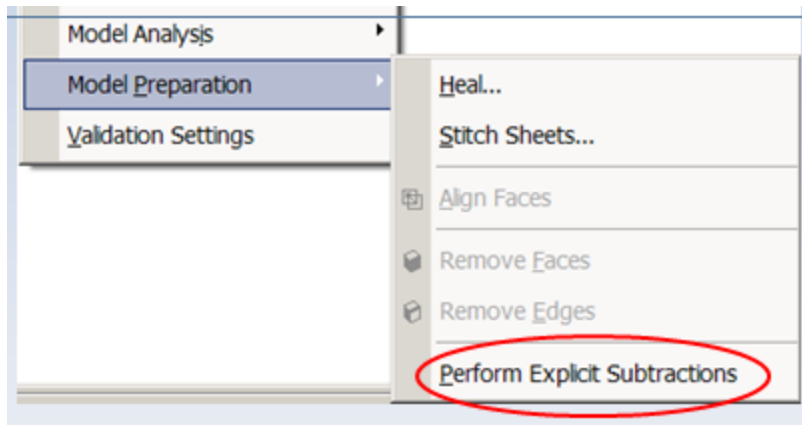 Model Analysis
Model Preparation
Validation Settings
Heal...
Stitch Sheets...
Align Faces
Remove Faces
Remove Edges
Perform Explicit Subtractions